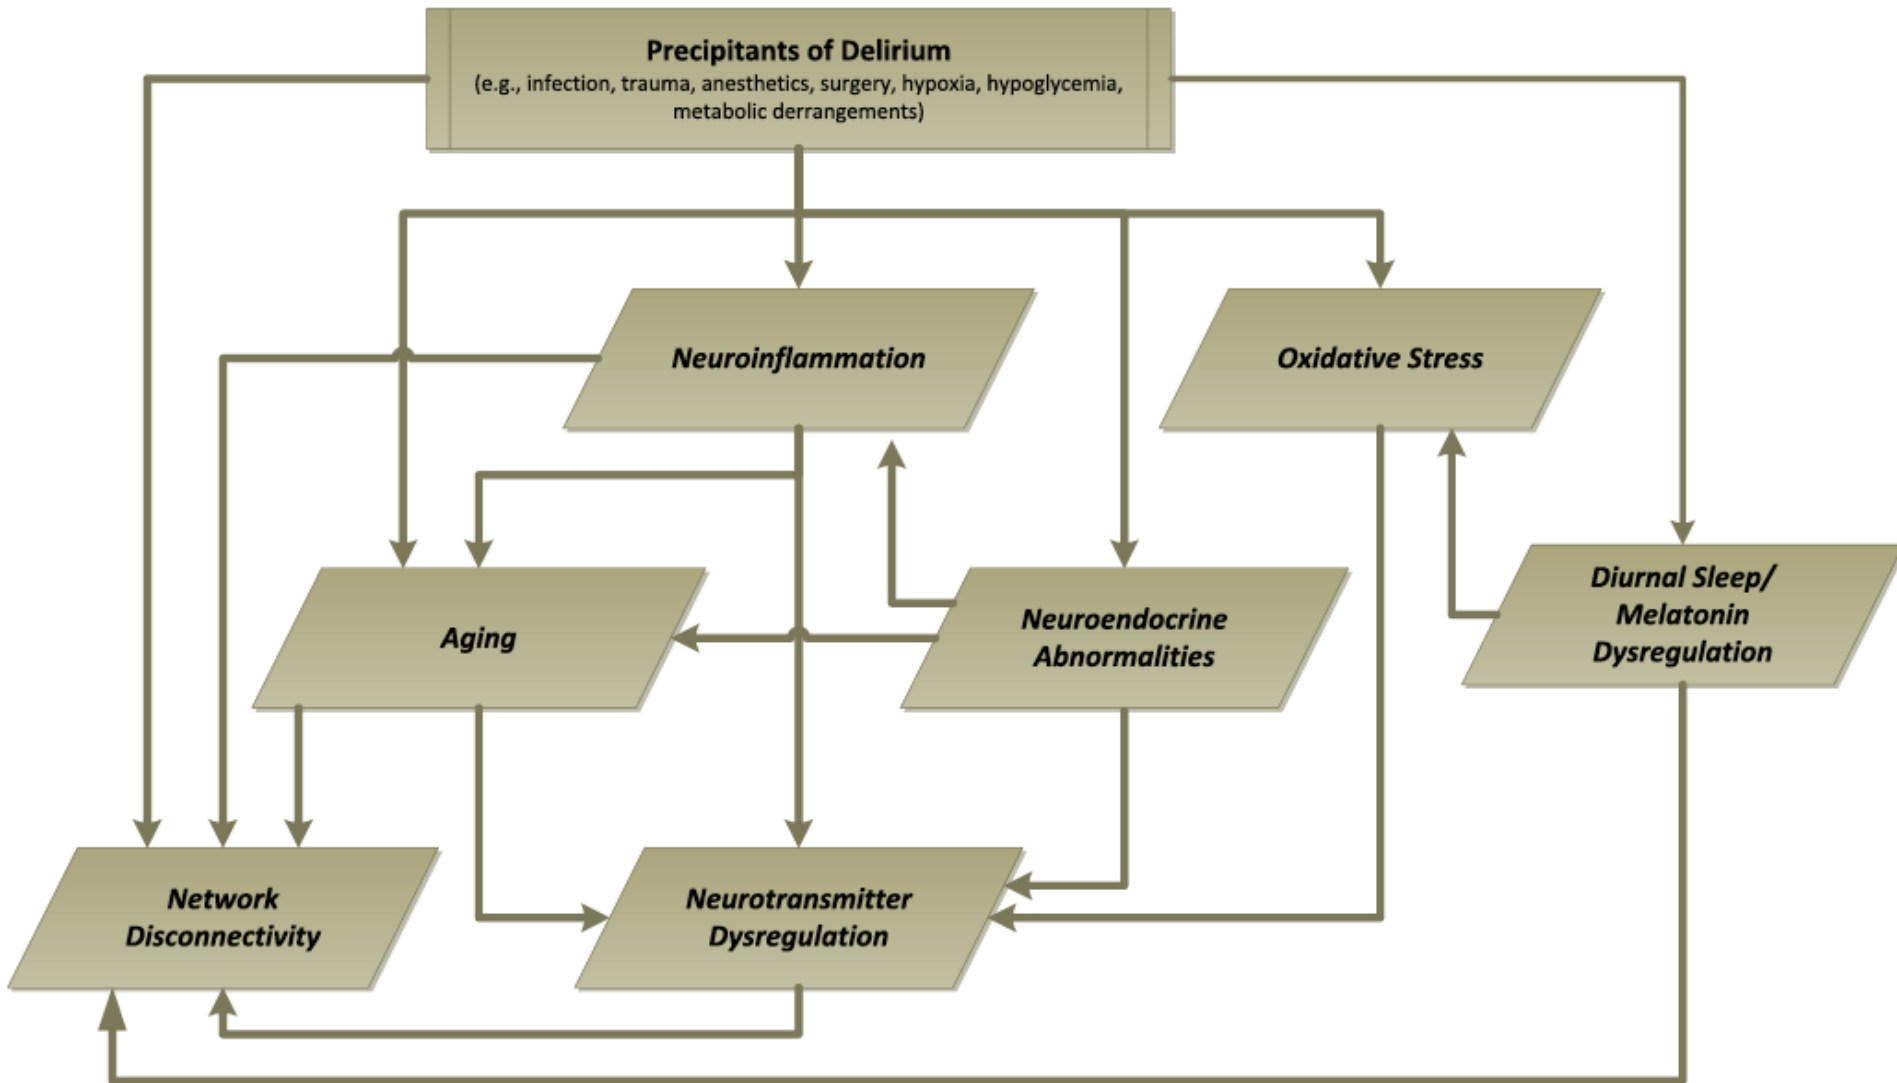 Precipitants of Delirium
(e.g., infection, trauma, anesthetics, surgery, hypoxia, hypoglycemia,
metabolic derrangements)
Neuroinflammation
Oxidative Stress
Aging
Neuroendocrine
Abnormalities
Diurnal Sleep/
Melatonin
Dysregulation
Network
Disconnectivity
Neurotransmitter
Dysregulation